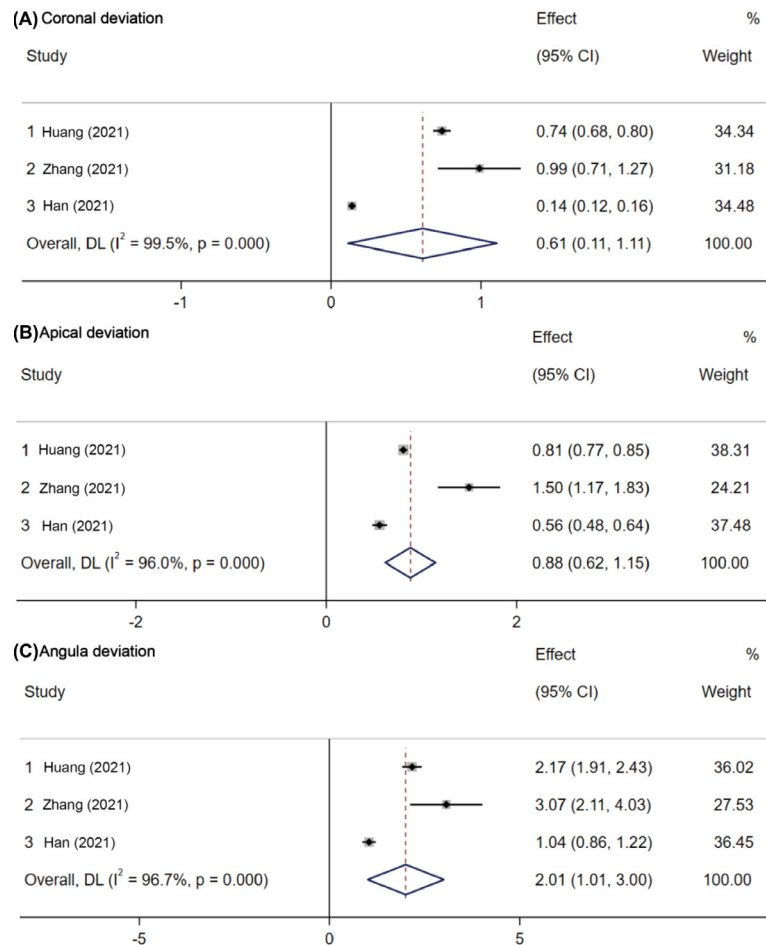 (A) Coronal deviation Effect %
Study (95% CI) Weight
1 Huang (2021) 0.74 (0.68, 0.80) 34.34
2 Zhang (2021) 0.99 (0.71, 1.27) 31.18
3 Han (2021) 0.14 (0.12, 0.16) 34.48
Overall, DL (I² = 99.5%, p = 0.000) 0.61 (0.11, 1.11) 100.00
-1 0 1
(B) Apical deviation Effect %
Study (95% CI) Weight
1 Huang (2021) 0.81 (0.77, 0.85) 38.31
2 Zhang (2021) 1.50 (1.17, 1.83) 24.21
3 Han (2021) 0.56 (0.48, 0.64) 37.48
Overall, DL (I² = 96.0%, p = 0.000) 0.88 (0.62, 1.15) 100.00
-2 0 2
(C) Angula deviation Effect %
Study (95% CI) Weight
1 Huang (2021) 2.17 (1.91, 2.43) 36.02
2 Zhang (2021) 3.07 (2.11, 4.03) 27.53
3 Han (2021) 1.04 (0.86, 1.22) 36.45
Overall, DL (I² = 96.7%, p = 0.000) 2.01 (1.01, 3.00) 100.00
-5 0 5